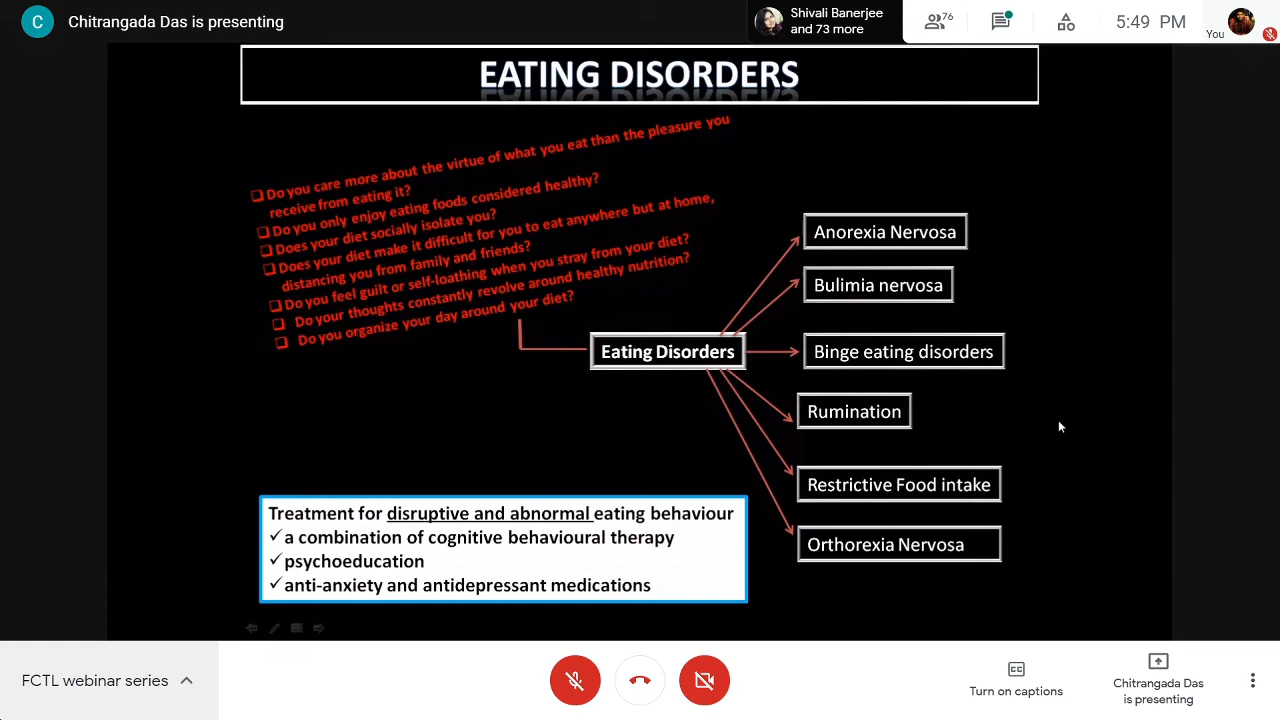 C
Chitrangada Das is presenting
Shivali Banerjee
and 73 more
76
5:49 PM
You
EATING DISORDERS
❑ Do you care more about the virtue of what you eat than the pleasure you
receive from eating it?
❑ Do you only enjoy eating foods considered healthy?
❑ Does your diet socially isolate you?
❑ Does your diet make it difficult for you to eat anywhere but at home,
distancing you from family and friends?
❑ Do you feel guilt or self-loathing when you stray from your diet?
❑ Do your thoughts constantly revolve around healthy nutrition?
❑ Do you organize your day around your diet?
Eating Disorders
Anorexia Nervosa
Bulimia nervosa
Binge eating disorders
Rumination
Restrictive Food intake
Orthorexia Nervosa
Treatment for disruptive and abnormal eating behaviour
✓a combination of cognitive behavioural therapy
✓psychoeducation
✓anti-anxiety and antidepressant medications
FCTL webinar series
CC
Turn on captions
Chitrangada Das
is presenting